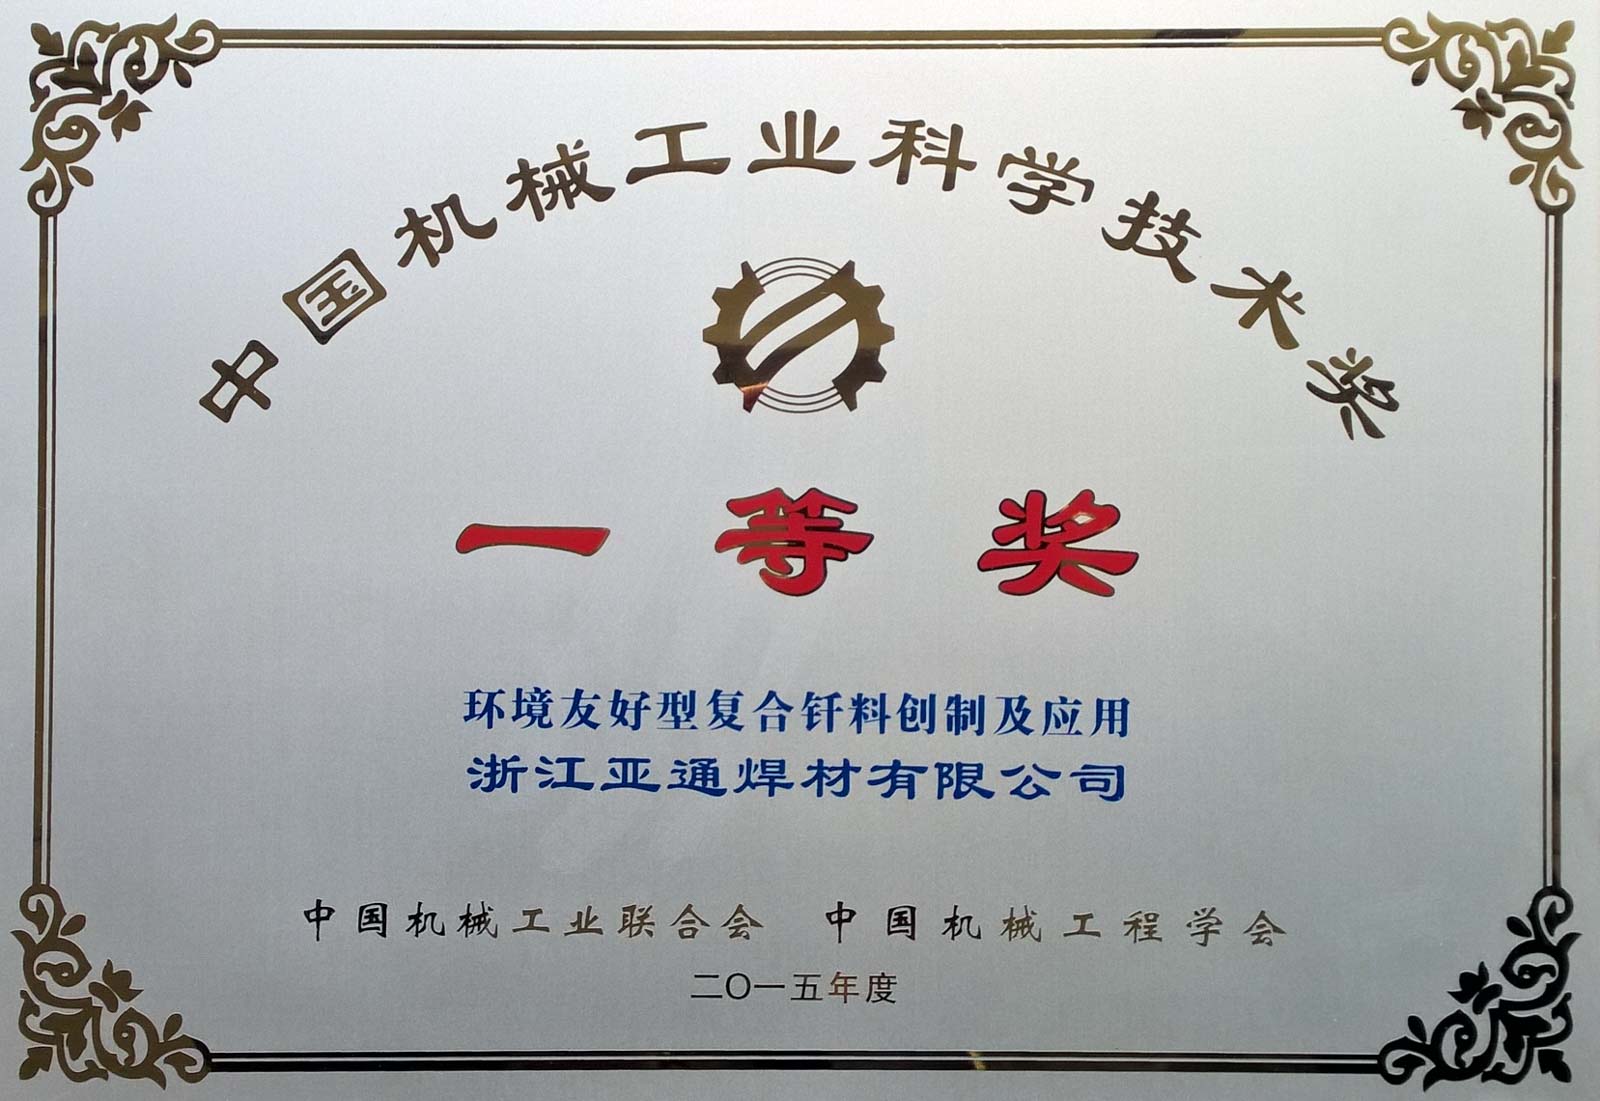 中国机械工业科学技术奖
一等奖
环境友好型复合钎料创制及应用
浙江亚通焊材有限公司
中国机械工业联合会 中国机械工程学会
二〇一五年度